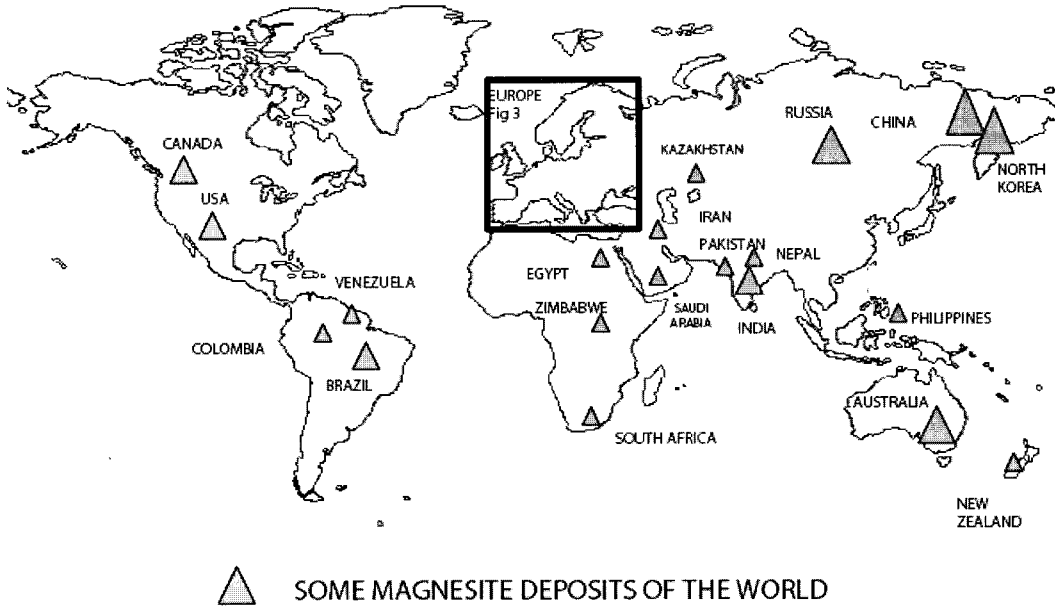 EUROPE
Fig 3
RUSSIA
CHINA
CANADA
KAZAKHSTAN
NORTH
KOREA
USA
IRAN
PAKISTAN
NEPAL
EGYPT
VENEZUELA
ZIMBABWE
SAUDI
ARABIA
INDIA
PHILIPPINES
COLOMBIA
BRAZIL
AUSTRALIA
SOUTH AFRICA
NEW
ZEALAND
SOME MAGNESITE DEPOSITS OF THE WORLD